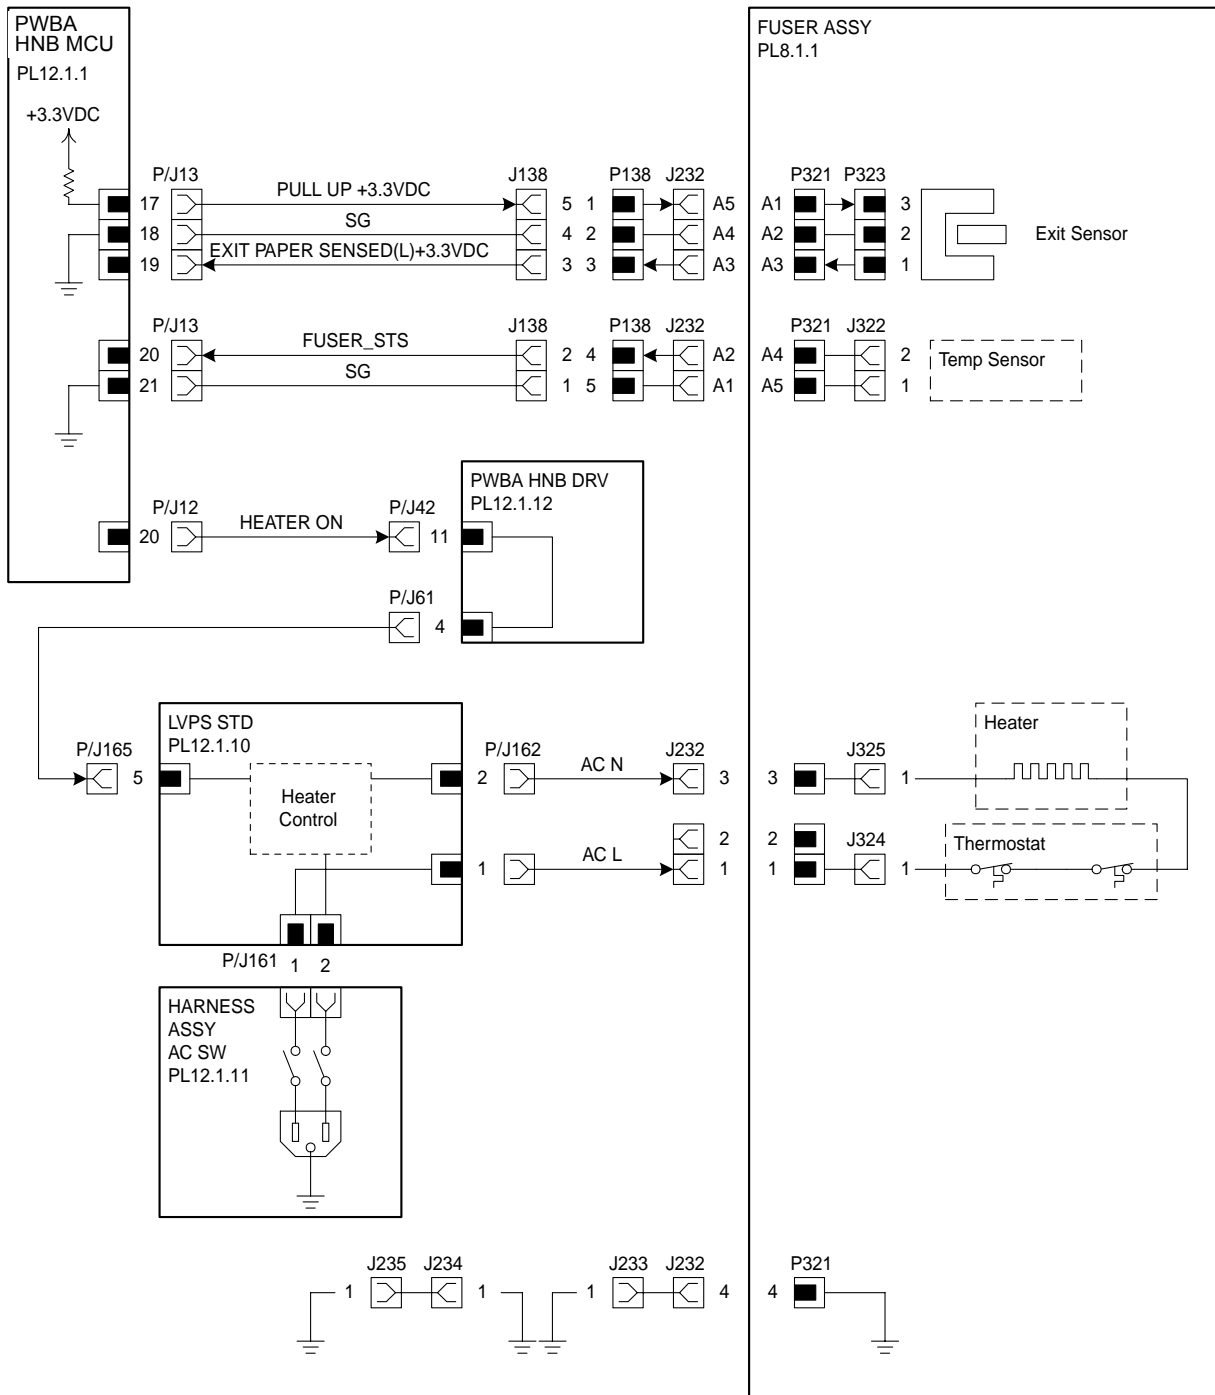 PWBA
HNB MCU
PL12.1.1
+3.3VDC
FUSER ASSY
PL8.1.1
P/J13 J138 P138 J232 P321 P323
17 PULL UP +3.3VDC 5 1 A5 A1 3
18 SG 4 2 A4 A2 2 Exit Sensor
19 EXIT PAPER SENSED(L)+3.3VDC 3 3 A3 A3 1
P/J13 J138 P138 J232 P321 J322
20 FUSER_STS 2 4 A2 A4 2 Temp Sensor
21 SG 1 5 A1 A5 1
PWBA HNB DRV
PL12.1.12
P/J12 P/J42
20 HEATER ON 11
P/J61
4
LVPS STD
PL12.1.10
Heater
P/J165 P/J162 J232 J325
5 2 AC N 3 3 1
Heater
Control
2 2 J324 Thermostat
1 AC L 1 1 1
P/J161 1 2
HARNESS
ASSY
AC SW
PL12.1.11
J235 J234 J233 J232 P321
1 1 1 4 4